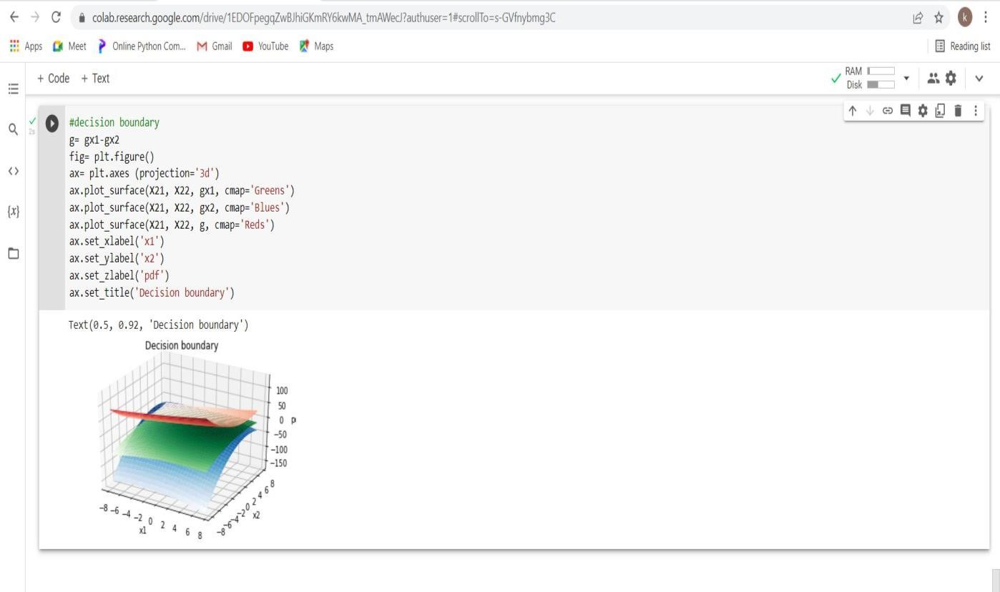 colab.research.google.com/drive/1EDOFpegqZwBJhiGKmRY6kwMA_tmAWecJ?authuser=1#scrollTo=s-GVfnybmg3C
k
Apps Meet Online Python Com... Gmail YouTube Maps Reading list
+ Code + Text
RAM
Disk
2s
#decision boundary
g= gx1-gx2
fig= plt.figure()
ax= plt.axes (projection='3d')
ax.plot_surface(X21, X22, gx1, cmap='Greens')
ax.plot_surface(X21, X22, gx2, cmap='Blues')
ax.plot_surface(X21, X22, g, cmap='Reds')
ax.set_xlabel('x1')
ax.set_ylabel('x2')
ax.set_zlabel('pdf')
ax.set_title('Decision boundary')
Text(0.5, 0.92, 'Decision boundary')
Decision boundary
100
50
0
−50
−100
−150
−8 −6 −4 −2 0 2 4 6 8
x1
−8 −6 −4 −2 0 2 4 6 8
x2
{x}